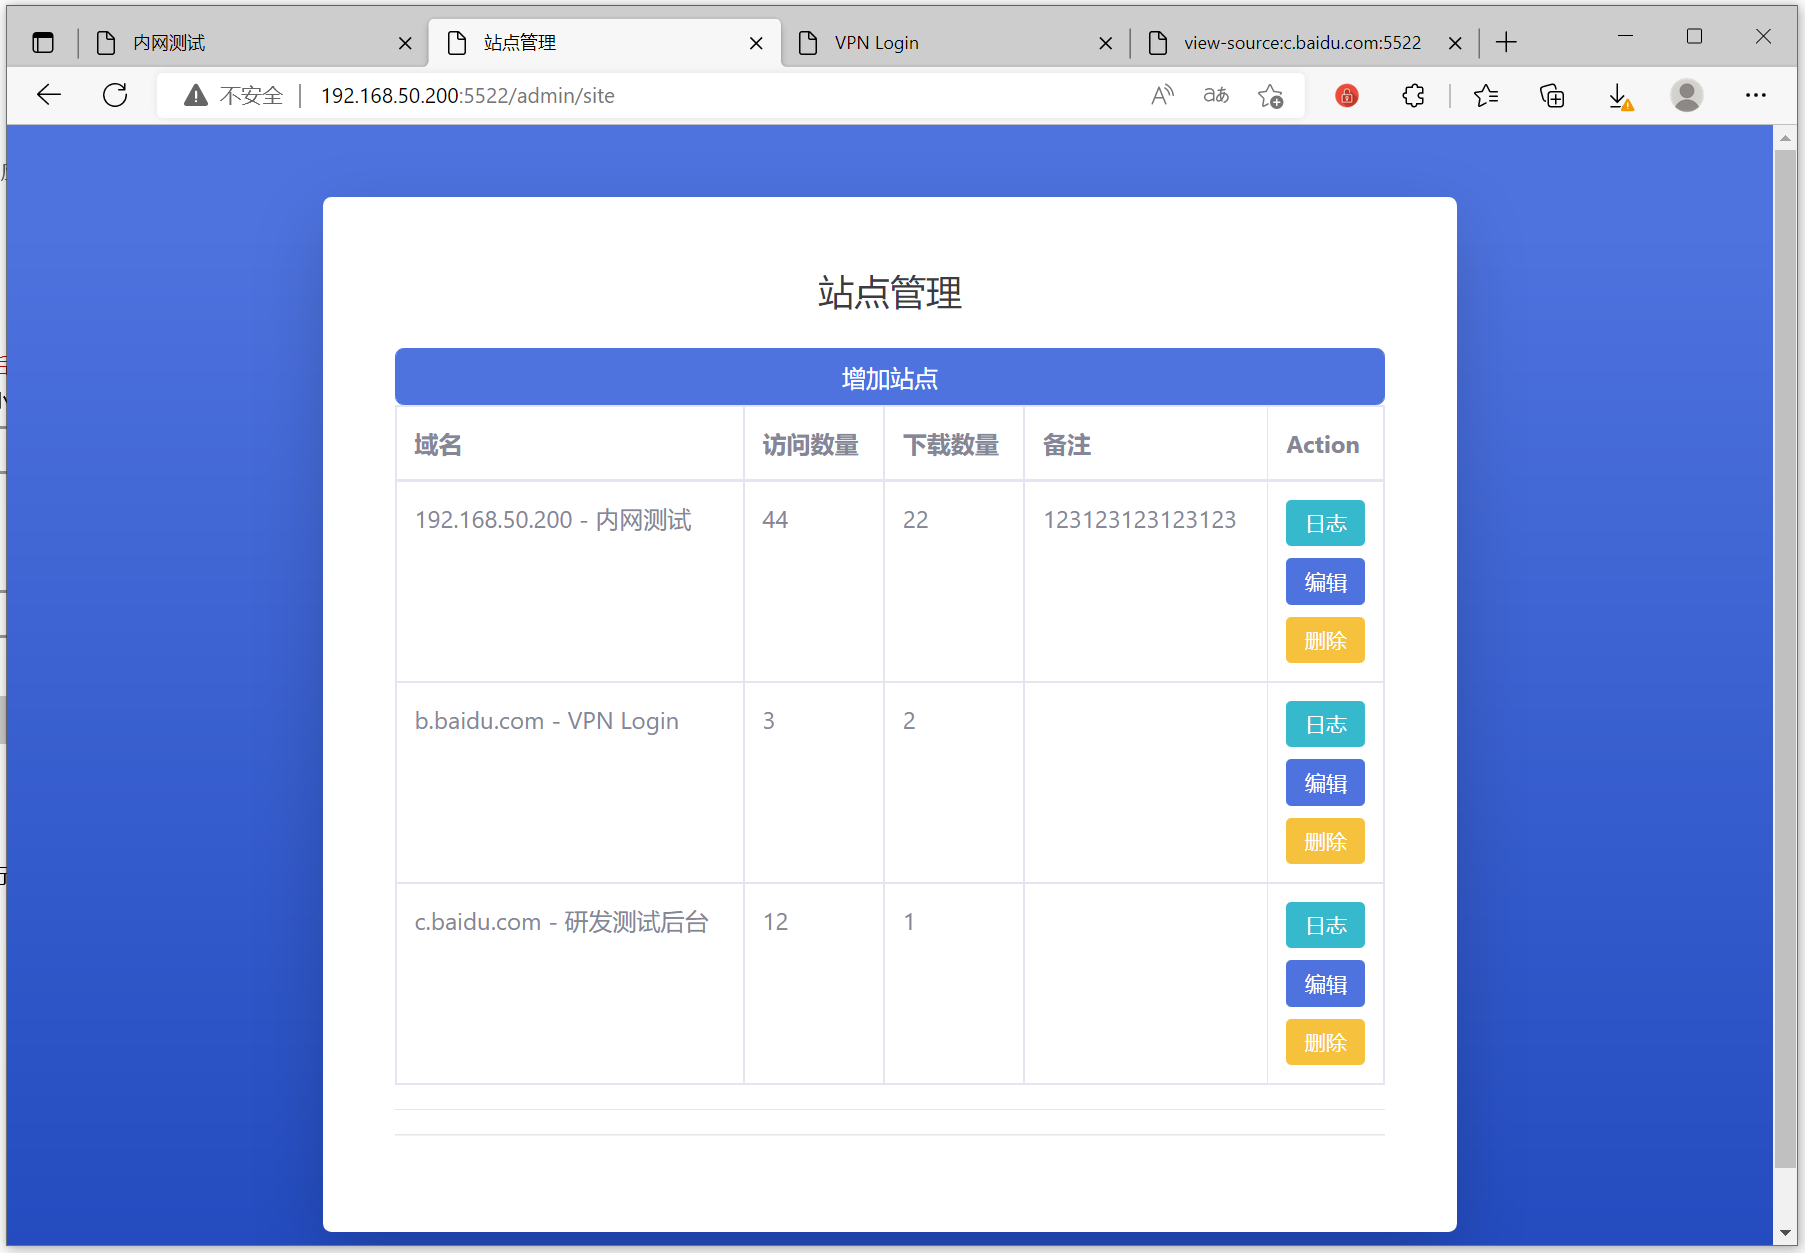 内网测试
站点管理
VPN Login
view-source:c.baidu.com:5522
不安全
192.168.50.200:5522/admin/site
站点管理
增加站点
域名 访问数量 下载数量 备注 Action
192.168.50.200 - 内网测试 44 22 123123123123123 日志
编辑
删除
b.baidu.com - VPN Login 3 2 日志
编辑
删除
c.baidu.com - 研发测试后台 12 1 日志
编辑
删除